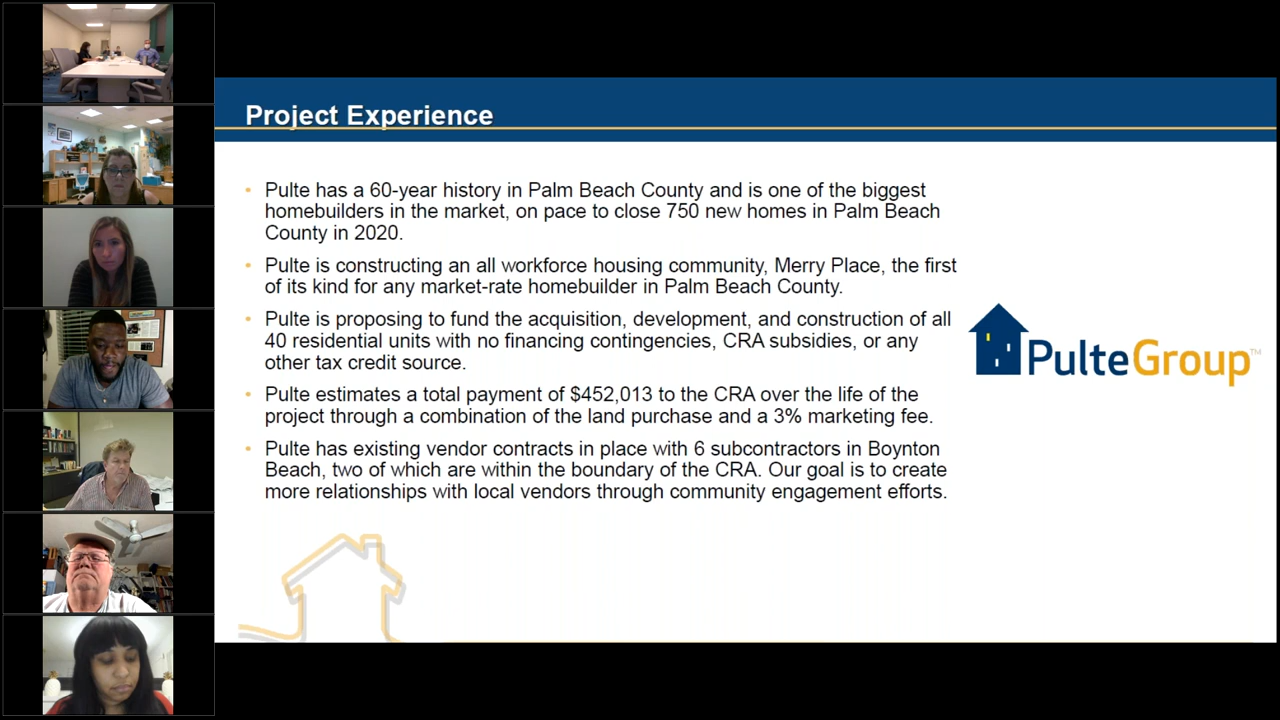 Project Experience
• Pulte has a 60-year history in Palm Beach County and is one of the biggest
homebuilders in the market, on pace to close 750 new homes in Palm Beach
County in 2020.
• Pulte is constructing an all workforce housing community, Merry Place, the first
of its kind for any market-rate homebuilder in Palm Beach County.
• Pulte is proposing to fund the acquisition, development, and construction of all
40 residential units with no financing contingencies, CRA subsidies, or any
other tax credit source.
• Pulte estimates a total payment of $452,013 to the CRA over the life of the
project through a combination of the land purchase and a 3% marketing fee.
• Pulte has existing vendor contracts in place with 6 subcontractors in Boynton
Beach, two of which are within the boundary of the CRA. Our goal is to create
more relationships with local vendors through community engagement efforts.
PulteGroup™